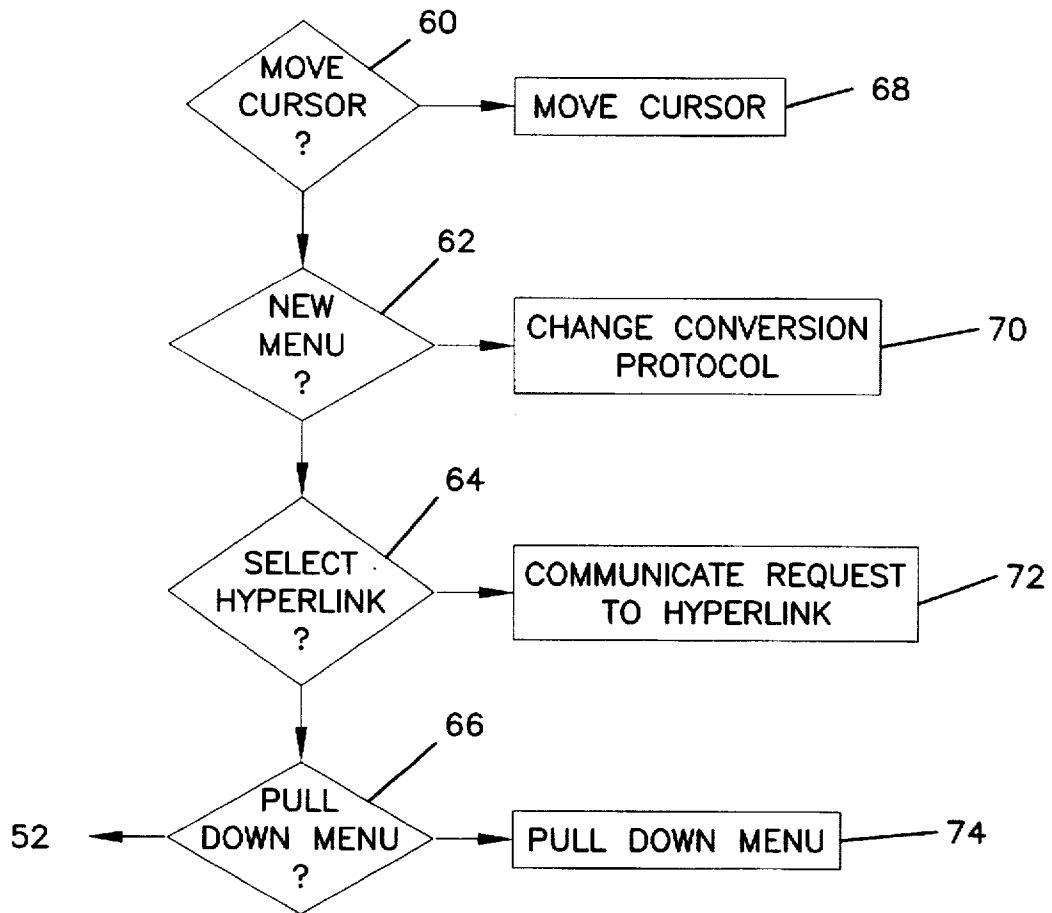 60
MOVE
CURSOR
?
MOVE CURSOR
68
62
NEW
MENU
?
CHANGE CONVERSION
PROTOCOL
70
64
SELECT
HYPERLINK
?
COMMUNICATE REQUEST
TO HYPERLINK
72
66
PULL
DOWN MENU
?
52
PULL DOWN MENU
74